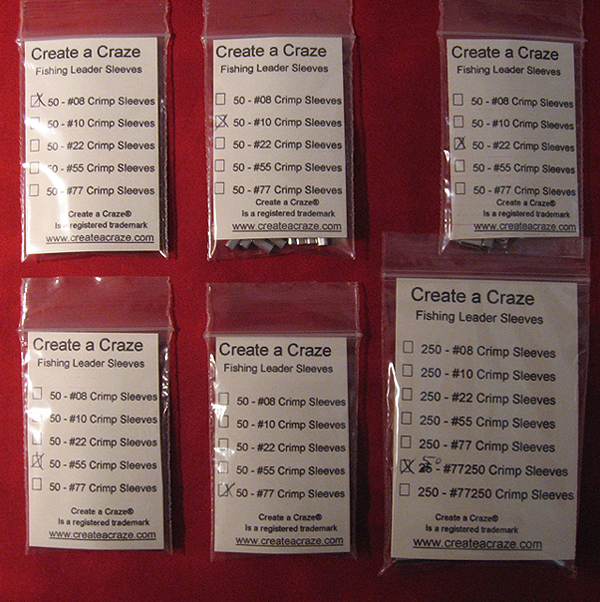 Create a Craze
Fishing Leader Sleeves
50 - #08 Crimp Sleeves
50 - #10 Crimp Sleeves
50 - #22 Crimp Sleeves
50 - #55 Crimp Sleeves
50 - #77 Crimp Sleeves
Create a Craze®
Is a registered trademark
www.createacraze.com
Create a Craze
Fishing Leader Sleeves
50 - #08 Crimp Sleeves
50 - #10 Crimp Sleeves
50 - #22 Crimp Sleeves
50 - #55 Crimp Sleeves
50 - #77 Crimp Sleeves
Create a Craze®
Is a registered trademark
www.createacraze.com
Create a Craze
Fishing Leader Sleeves
50 - #08 Crimp Sleeves
50 - #10 Crimp Sleeves
50 - #22 Crimp Sleeves
50 - #55 Crimp Sleeves
50 - #77 Crimp Sleeves
Create a Craze®
Is a registered trademark
www.createacraze.com
Create a Craze
Fishing Leader Sleeves
50 - #08 Crimp Sleeves
50 - #10 Crimp Sleeves
50 - #22 Crimp Sleeves
50 - #55 Crimp Sleeves
50 - #77 Crimp Sleeves
Create a Craze®
Is a registered trademark
www.createacraze.com
Create a Craze
Fishing Leader Sleeves
50 - #08 Crimp Sleeves
50 - #10 Crimp Sleeves
50 - #22 Crimp Sleeves
50 - #55 Crimp Sleeves
50 - #77 Crimp Sleeves
Create a Craze®
Is a registered trademark
www.createacraze.com
Create a Craze
Fishing Leader Sleeves
250 - #08 Crimp Sleeves
250 - #10 Crimp Sleeves
250 - #22 Crimp Sleeves
250 - #55 Crimp Sleeves
250 - #77 Crimp Sleeves
50
- #77250 Crimp Sleeves
250 - #77250 Crimp Sleeves
Create a Craze®
Is a registered trademark
www.createacraze.com